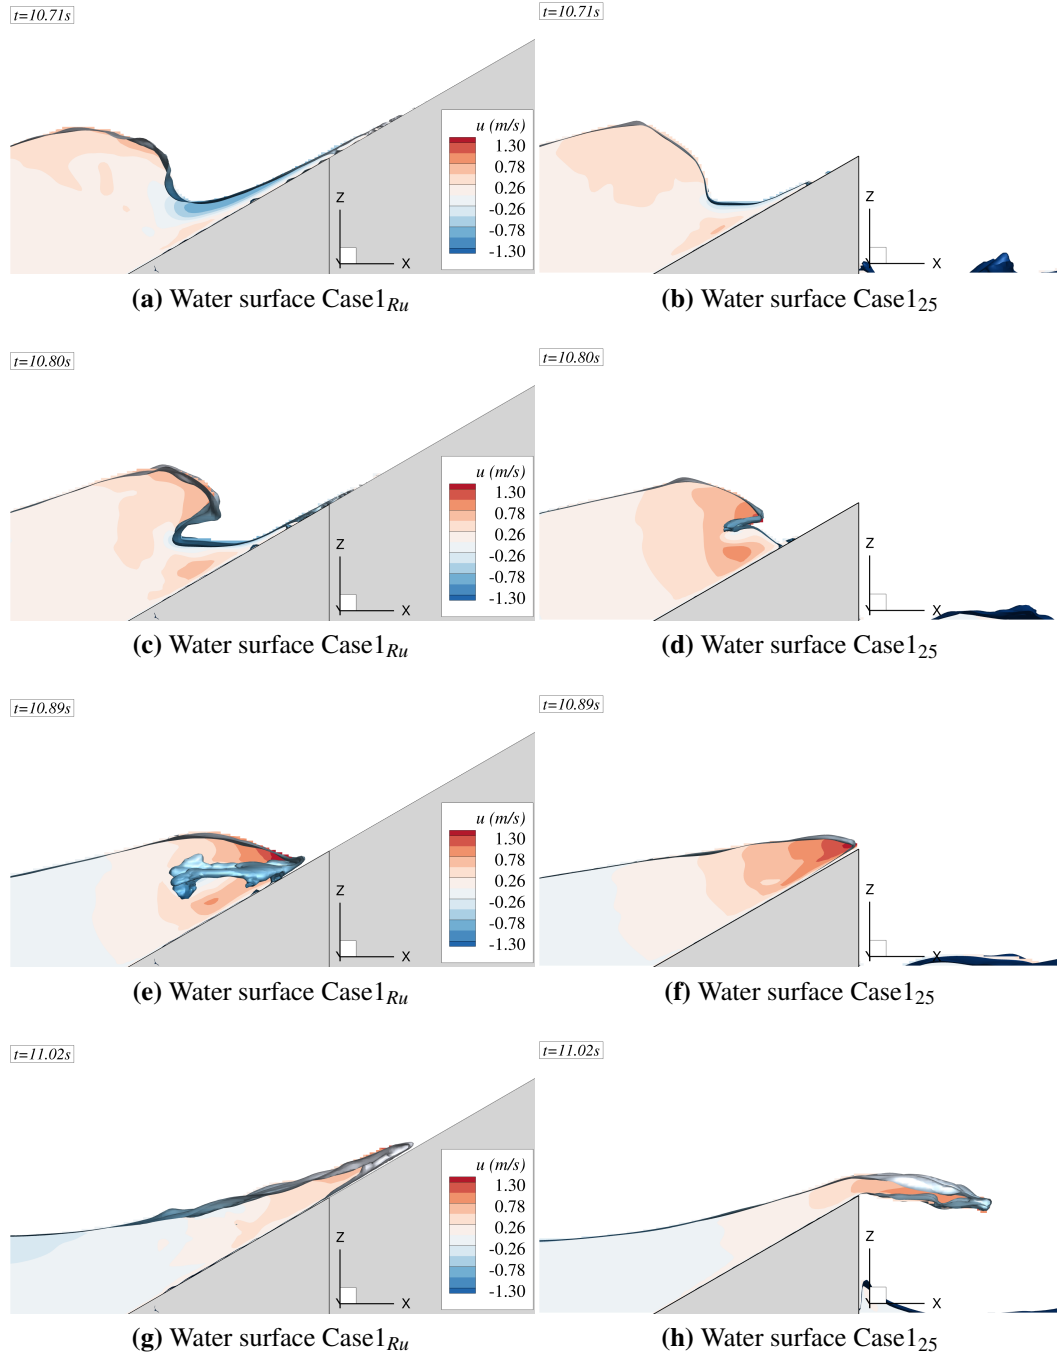 t=10.71s
t=10.71s
u (m/s)
1.30
0.78
0.26
-0.26
-0.78
-1.30
Z
Y
X
Z
Y
X
(a) Water surface Case1Ru
(b) Water surface Case125
t=10.80s
t=10.80s
u (m/s)
1.30
0.78
0.26
-0.26
-0.78
-1.30
Z
Y
X
Z
Y
X
(c) Water surface Case1Ru
(d) Water surface Case125
t=10.89s
t=10.89s
u (m/s)
1.30
0.78
0.26
-0.26
-0.78
-1.30
Z
Y
X
Z
Y
X
(e) Water surface Case1Ru
(f) Water surface Case125
t=11.02s
t=11.02s
u (m/s)
1.30
0.78
0.26
-0.26
-0.78
-1.30
Z
Y
X
Z
Y
X
(g) Water surface Case1Ru
(h) Water surface Case125